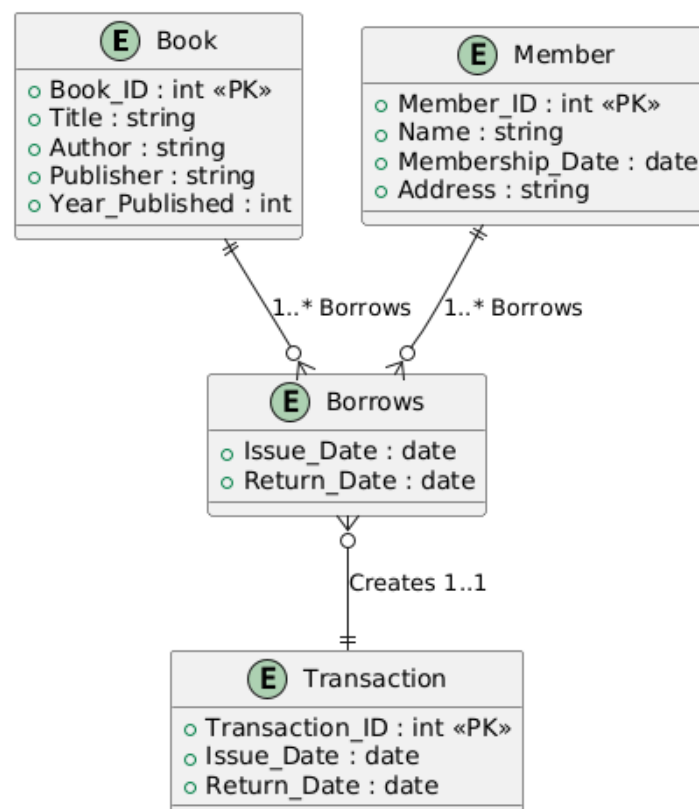 E Book
Book_ID : int «PK»
Title : string
Author : string
Publisher : string
Year_Published : int
E Member
Member_ID : int «PK»
Name : string
Membership_Date : date
Address : string
1..* Borrows
1..* Borrows
E Borrows
Issue_Date : date
Return_Date : date
Creates 1..1
E Transaction
Transaction_ID : int «PK»
Issue_Date : date
Return_Date : date